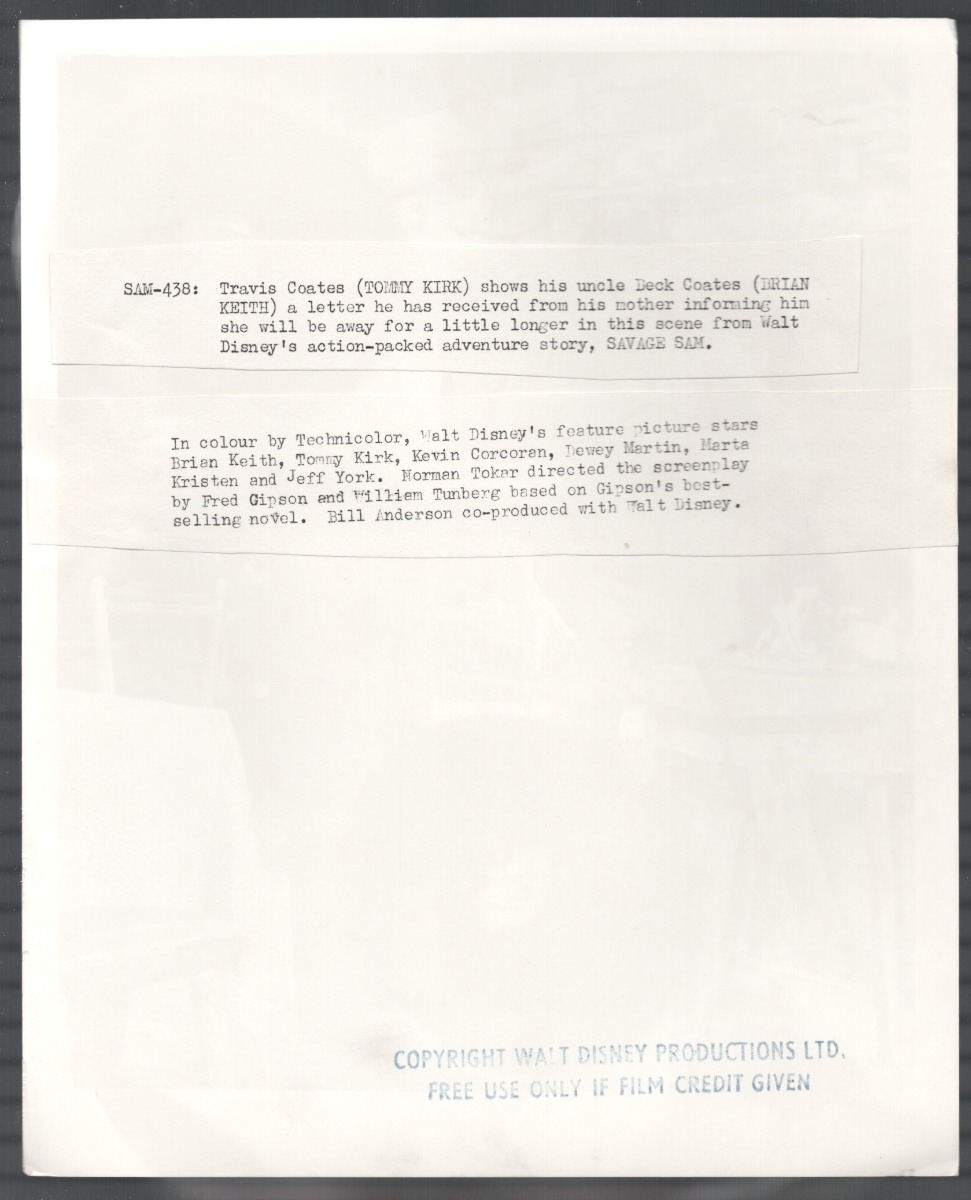 SAM-438: Travis Coates (TOMMY KIRK) shows his uncle Beck Coates (BRIAN
KEITH) a letter he has received from his mother informing him
she will be away for a little longer in this scene from Walt
Disney's action-packed adventure story, SAVAGE SAM.
In colour by Technicolor, Walt Disney's feature picture stars
Brian Keith, Tommy Kirk, Kevin Corcoran, Dewey Martin, Marta
Kristen and Jeff York. Norman Tokar directed the screenplay
by Fred Gipson and William Tunberg based on Gipson's best-
selling novel. Bill Anderson co-produced with Walt Disney.
COPYRIGHT WALT DISNEY PRODUCTIONS LTD.
FREE USE ONLY IF FILM CREDIT GIVEN